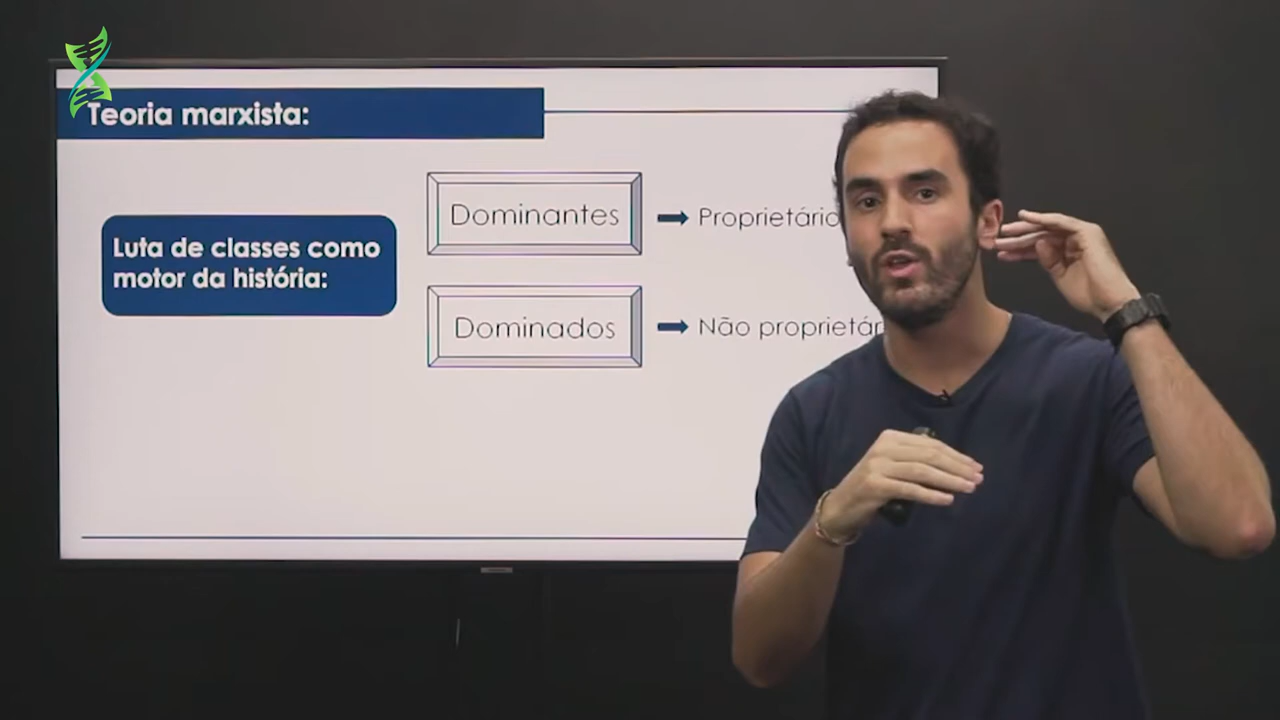 Teoria marxista:
Luta de classes como
motor da história:
Dominantes
Dominados